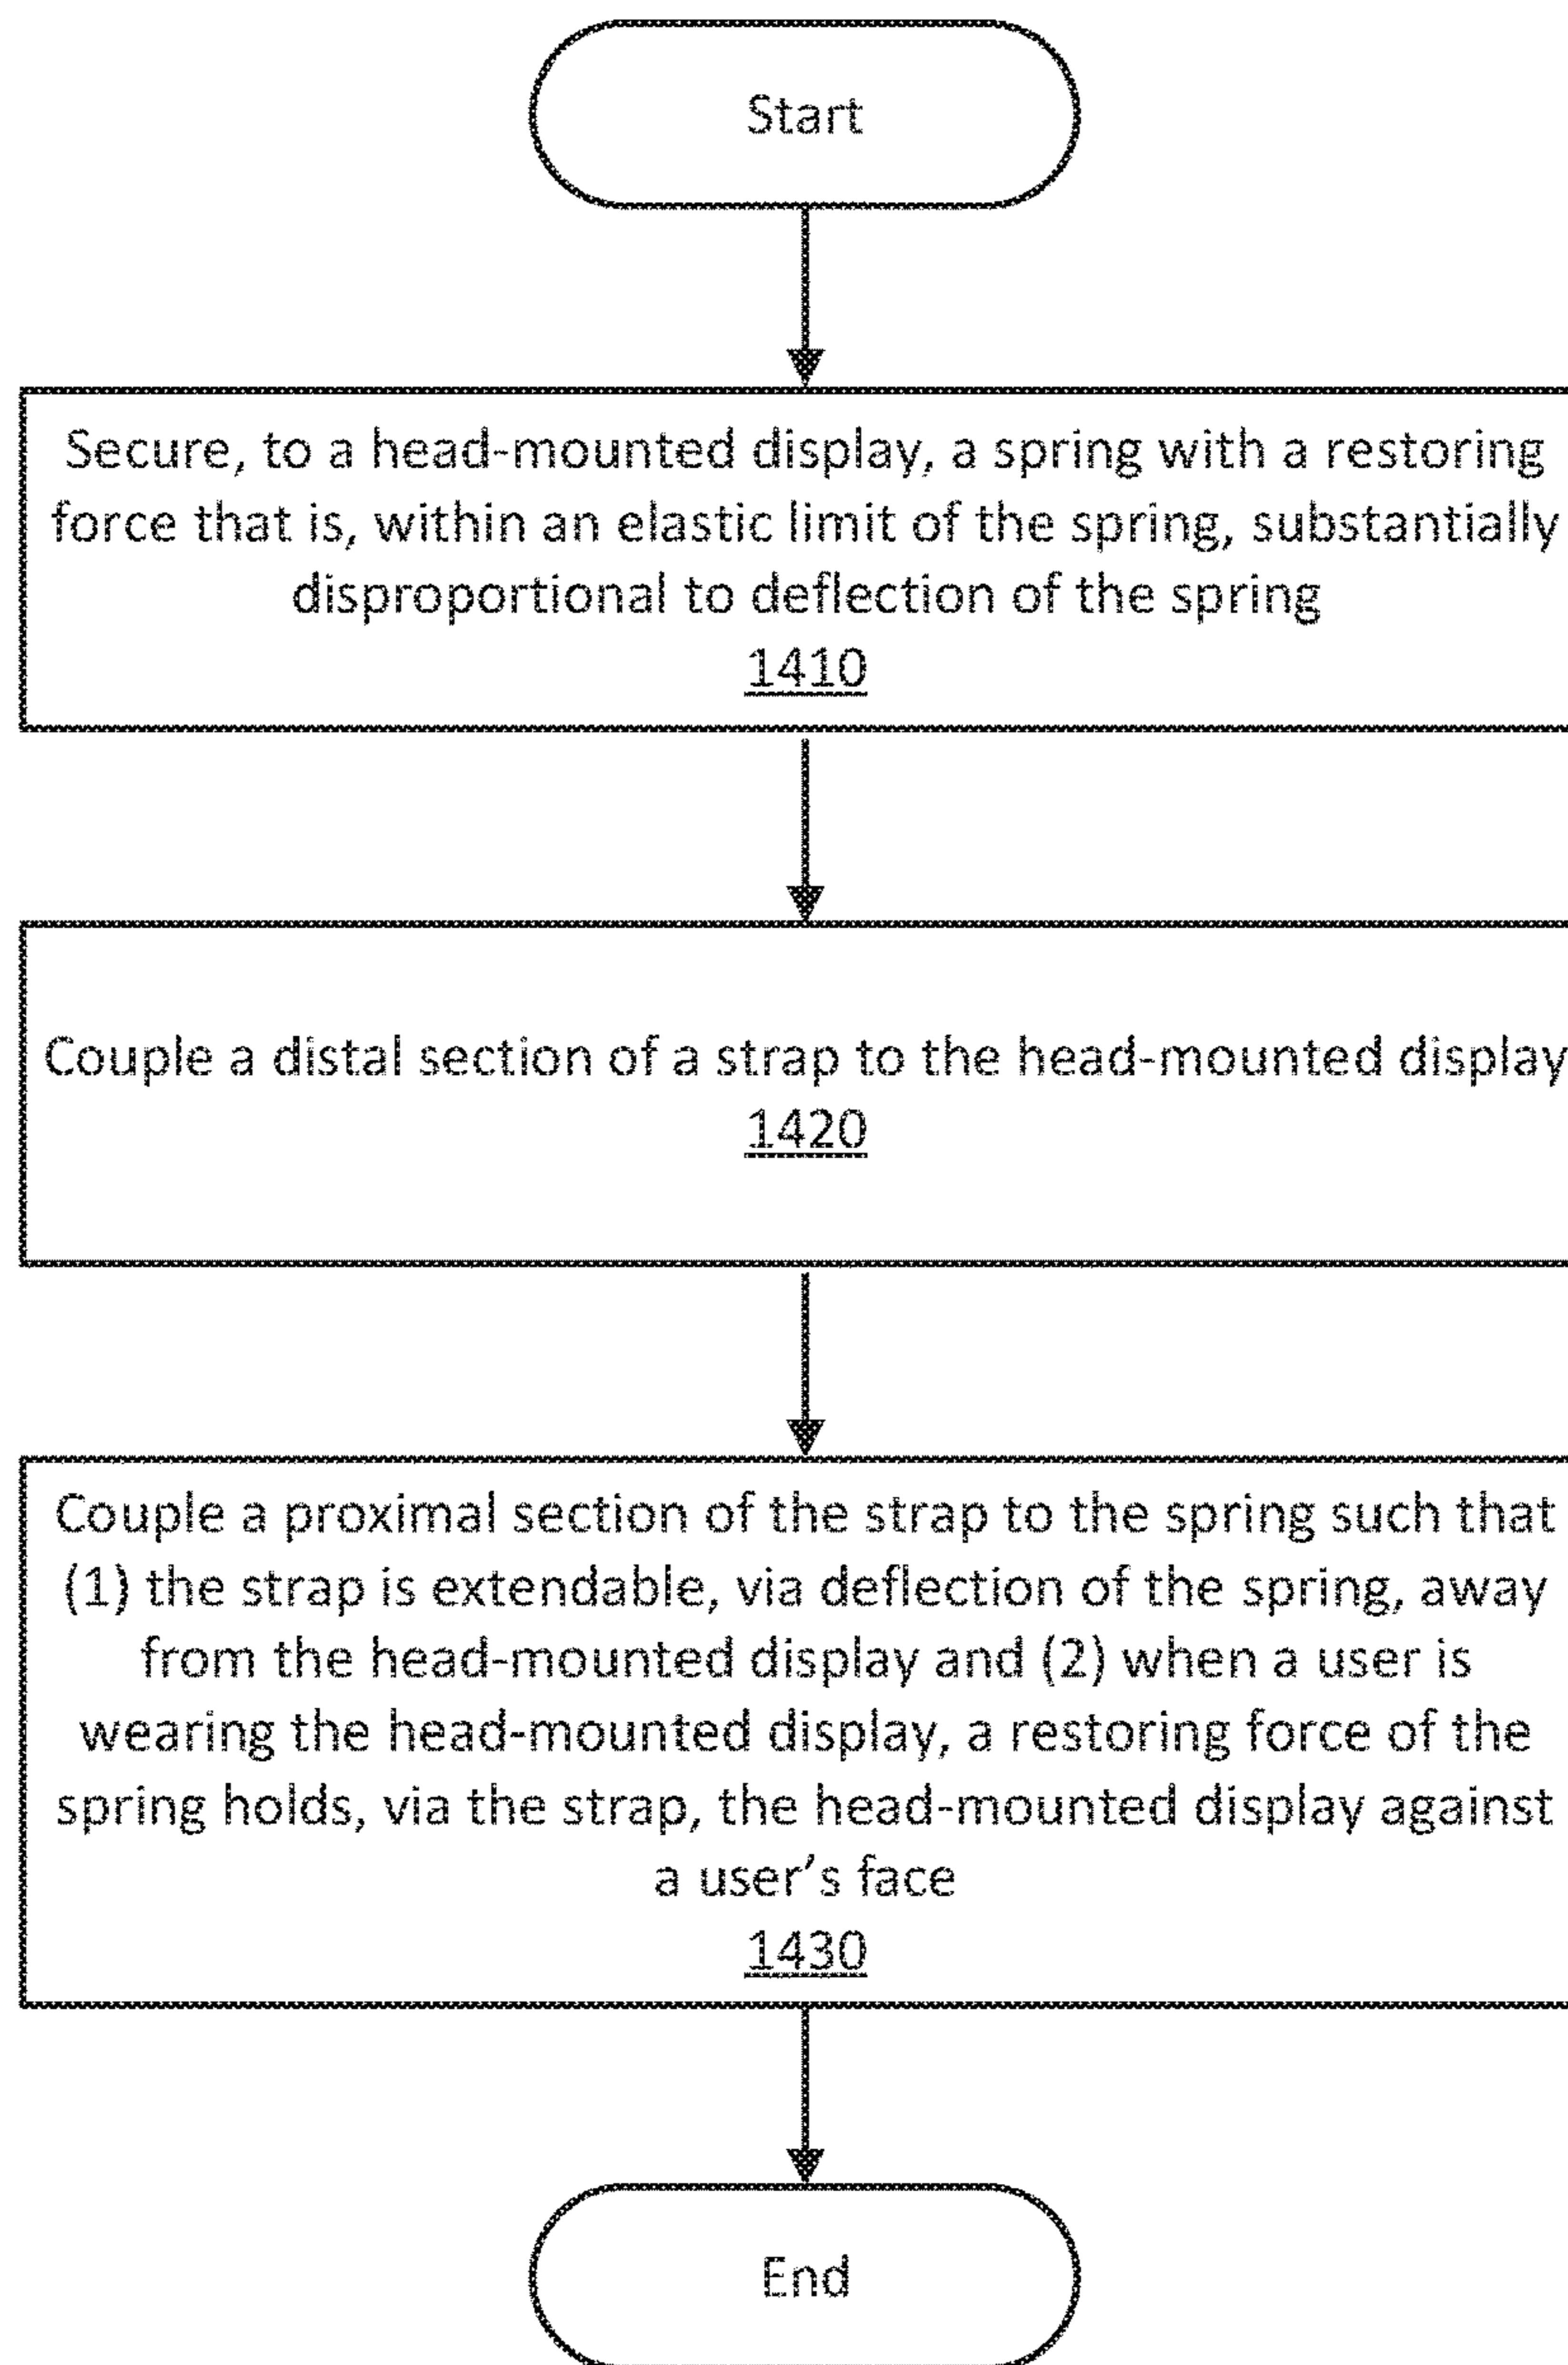 Start
Secure, to a head-mounted display, a spring with a restoring
force that is, within an elastic limit of the spring, substantially
disproportional to deflection of the spring
1410
Couple a distal section of a strap to the head-mounted display
1420
Couple a proximal section of the strap to the spring such that
(1) the strap is extendable, via deflection of the spring, away
from the head-mounted display and (2) when a user is
wearing the head-mounted display, a restoring force of the
spring holds, via the strap, the head-mounted display against
a user’s face
1430
End